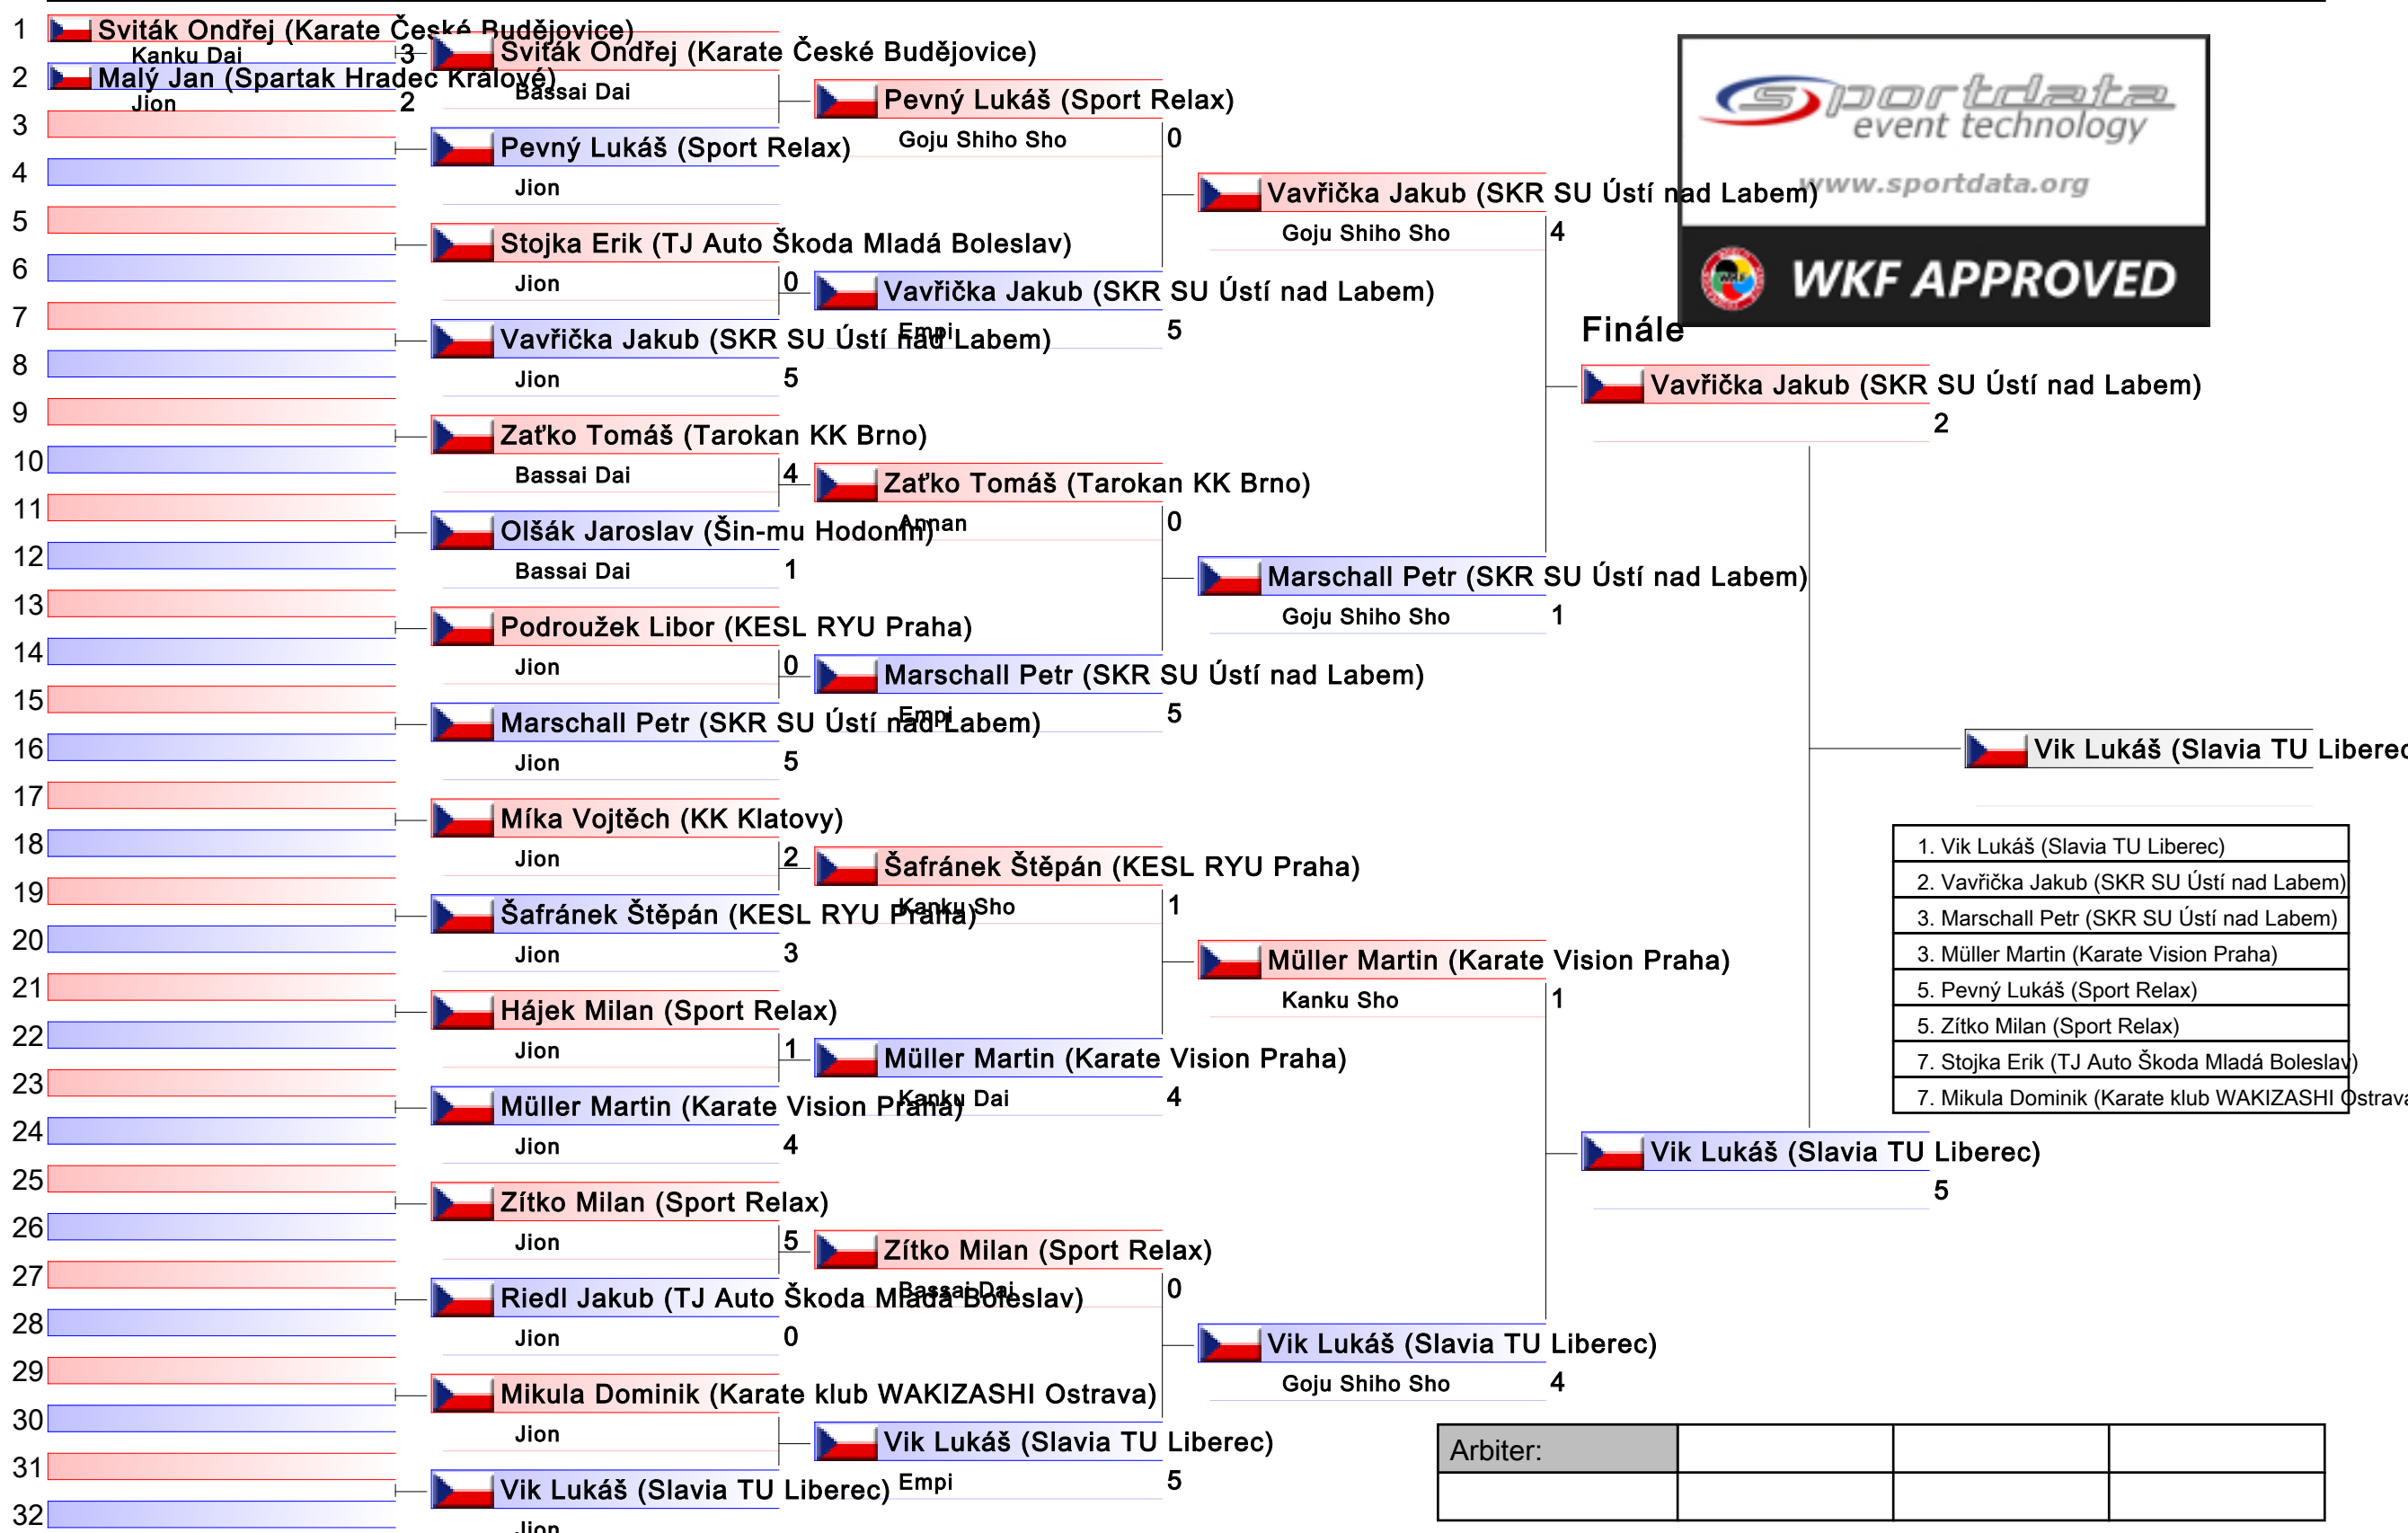 1
Sviták Ondřej (Karate České Budějovice)
Kanku Dai
3
2
Malý Jan (Spartak Hradec Králové)
Jion
2
3
4
5
6
7
8
9
10
11
12
13
14
15
16
17
18
19
20
21
22
23
24
25
26
27
28
29
30
31
32
Sviták Ondřej (Karate České Budějovice)
Bassai Dai
Pevný Lukáš (Sport Relax)
Jion
Stojka Erik (TJ Auto Škoda Mladá Boleslav)
Jion
0
Vavřička Jakub (SKR SU Ústí nad Labem)
Jion
5
Zaťko Tomáš (Tarokan KK Brno)
Bassai Dai
4
Olšák Jaroslav (Šin-mu Hodonín)
Bassai Dai
1
Podroužek Libor (KESL RYU Praha)
Jion
0
Marschall Petr (SKR SU Ústí nad Labem)
Jion
5
Míka Vojtěch (KK Klatovy)
Jion
2
Šafránek Štěpán (KESL RYU Praha)
Jion
3
Hájek Milan (Sport Relax)
Jion
1
Müller Martin (Karate Vision Praha)
Jion
4
Zítko Milan (Sport Relax)
Jion
5
Riedl Jakub (TJ Auto Škoda Mladá Boleslav)
Jion
0
Mikula Dominik (Karate klub WAKIZASHI Ostrava)
Jion
Vik Lukáš (Slavia TU Liberec)
Jion
Pevný Lukáš (Sport Relax)
Goju Shiho Sho
0
Vavřička Jakub (SKR SU Ústí nad Labem)
Empi
5
Zaťko Tomáš (Tarokan KK Brno)
Annan
0
Marschall Petr (SKR SU Ústí nad Labem)
Empi
5
Šafránek Štěpán (KESL RYU Praha)
Kanku Sho
1
Müller Martin (Karate Vision Praha)
Kanku Dai
4
Zítko Milan (Sport Relax)
Bassai Dai
0
Vik Lukáš (Slavia TU Liberec)
Empi
5
Vavřička Jakub (SKR SU Ústí nad Labem)
Goju Shiho Sho
4
Marschall Petr (SKR SU Ústí nad Labem)
Goju Shiho Sho
1
Müller Martin (Karate Vision Praha)
Kanku Sho
1
Vik Lukáš (Slavia TU Liberec)
Goju Shiho Sho
4
sportdata
event technology
www.sportdata.org
WKF
WKF APPROVED
Finále
Vavřička Jakub (SKR SU Ústí nad Labem)
2
Vik Lukáš (Slavia TU Liberec)
5
Vik Lukáš (Slavia TU Liberec
1. Vik Lukáš (Slavia TU Liberec)
2. Vavřička Jakub (SKR SU Ústí nad Labem)
3. Marschall Petr (SKR SU Ústí nad Labem)
3. Müller Martin (Karate Vision Praha)
5. Pevný Lukáš (Sport Relax)
5. Zítko Milan (Sport Relax)
7. Stojka Erik (TJ Auto Škoda Mladá Boleslav)
7. Mikula Dominik (Karate klub WAKIZASHI Ostrava
Arbiter: